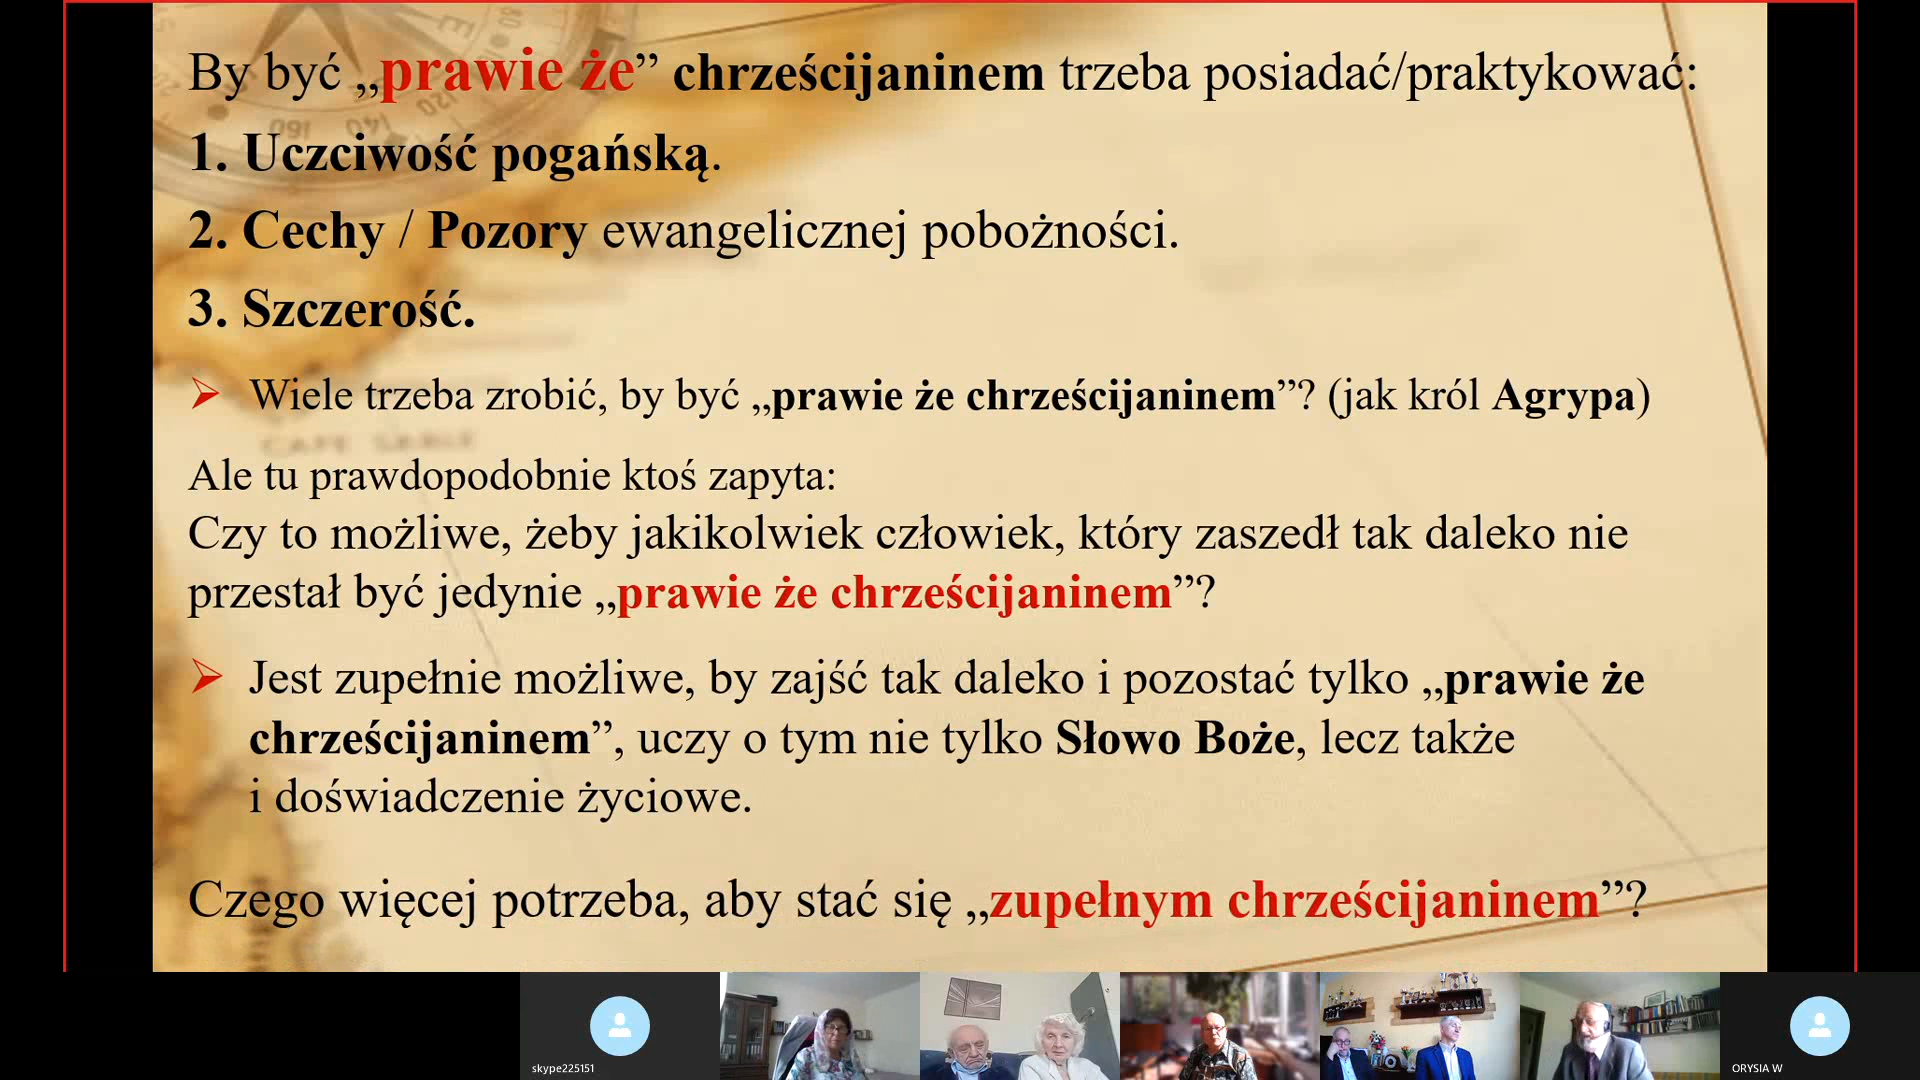 By być „prawie że” chrześcijaninem trzeba posiadać/praktykować:
1. Uczciwość pogańską.
2. Cechy / Pozory ewangelicznej pobożności.
3. Szczerość.
➢ Wiele trzeba zrobić, by być „prawie że chrześcijaninem”? (jak król Agrypa)
Ale tu prawdopodobnie ktoś zapyta:
Czy to możliwe, żeby jakikolwiek człowiek, który zaszedł tak daleko nie
przestał być jedynie „prawie że chrześcijaninem”?
➢ Jest zupełnie możliwe, by zajść tak daleko i pozostać tylko „prawie że
chrześcijaninem”, uczy o tym nie tylko Słowo Boże, lecz także
i doświadczenie życiowe.
Czego więcej potrzeba, aby stać się „zupełnym chrześcijaninem”?
skype225151
ORYSIA W